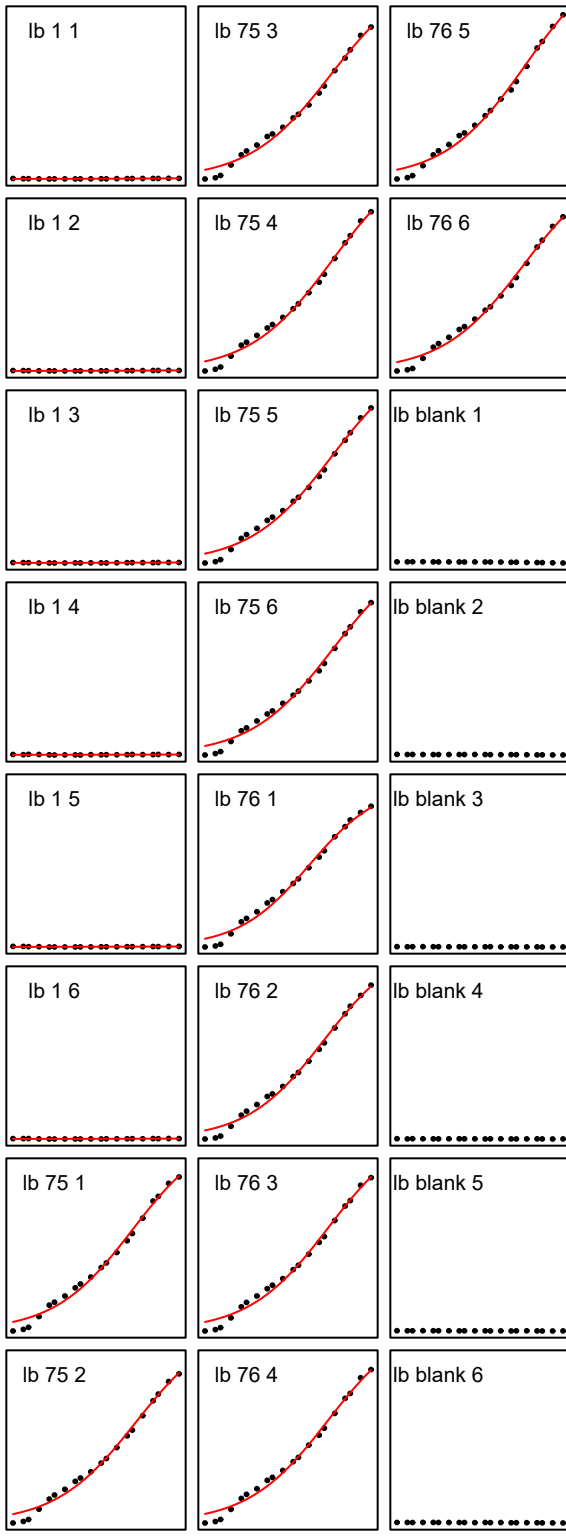 lb 1 1
lb 1 2
lb 1 3
lb 1 4
lb 1 5
lb 1 6
lb 75 1
lb 75 2
lb 75 3
lb 75 4
lb 75 5
lb 75 6
lb 76 1
lb 76 2
lb 76 3
lb 76 4
lb 76 5
lb 76 6
lb blank 1
lb blank 2
lb blank 3
lb blank 4
lb blank 5
lb blank 6